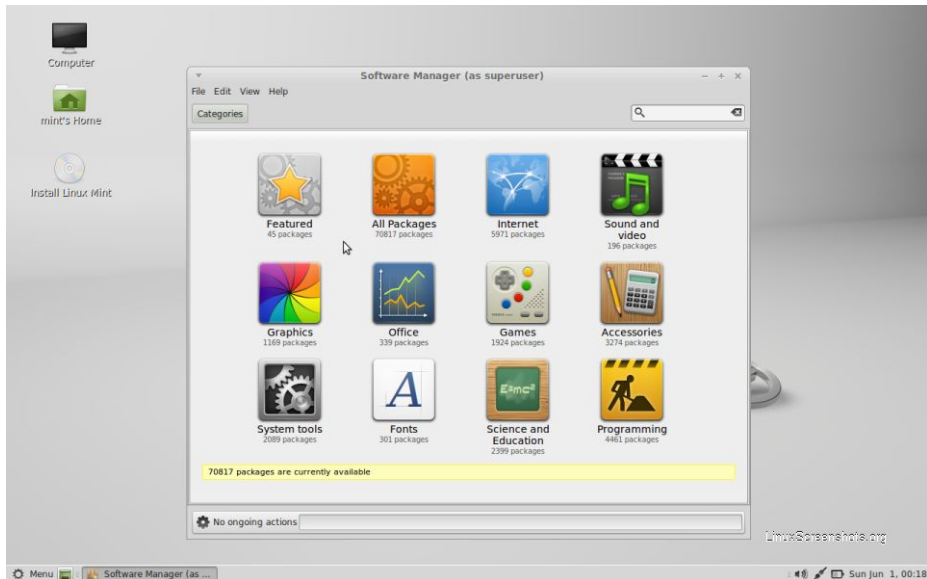 Computer
mint's Home
Install Linux Mint
Software Manager (as superuser)
File Edit View Help
Categories
Featured
45 packages
All Packages
70817 packages
Internet
5971 packages
Sound and
video
196 packages
Graphics
1169 packages
Office
339 packages
Games
1924 packages
Accessories
3274 packages
System tools
2089 packages
Fonts
301 packages
E=mc²
Science and
Education
2399 packages
Programming
4461 packages
70817 packages are currently available
No ongoing actions
LinuxScreenshots.org
Menu
Software Manager (as ...
Sun Jun 1, 00:18